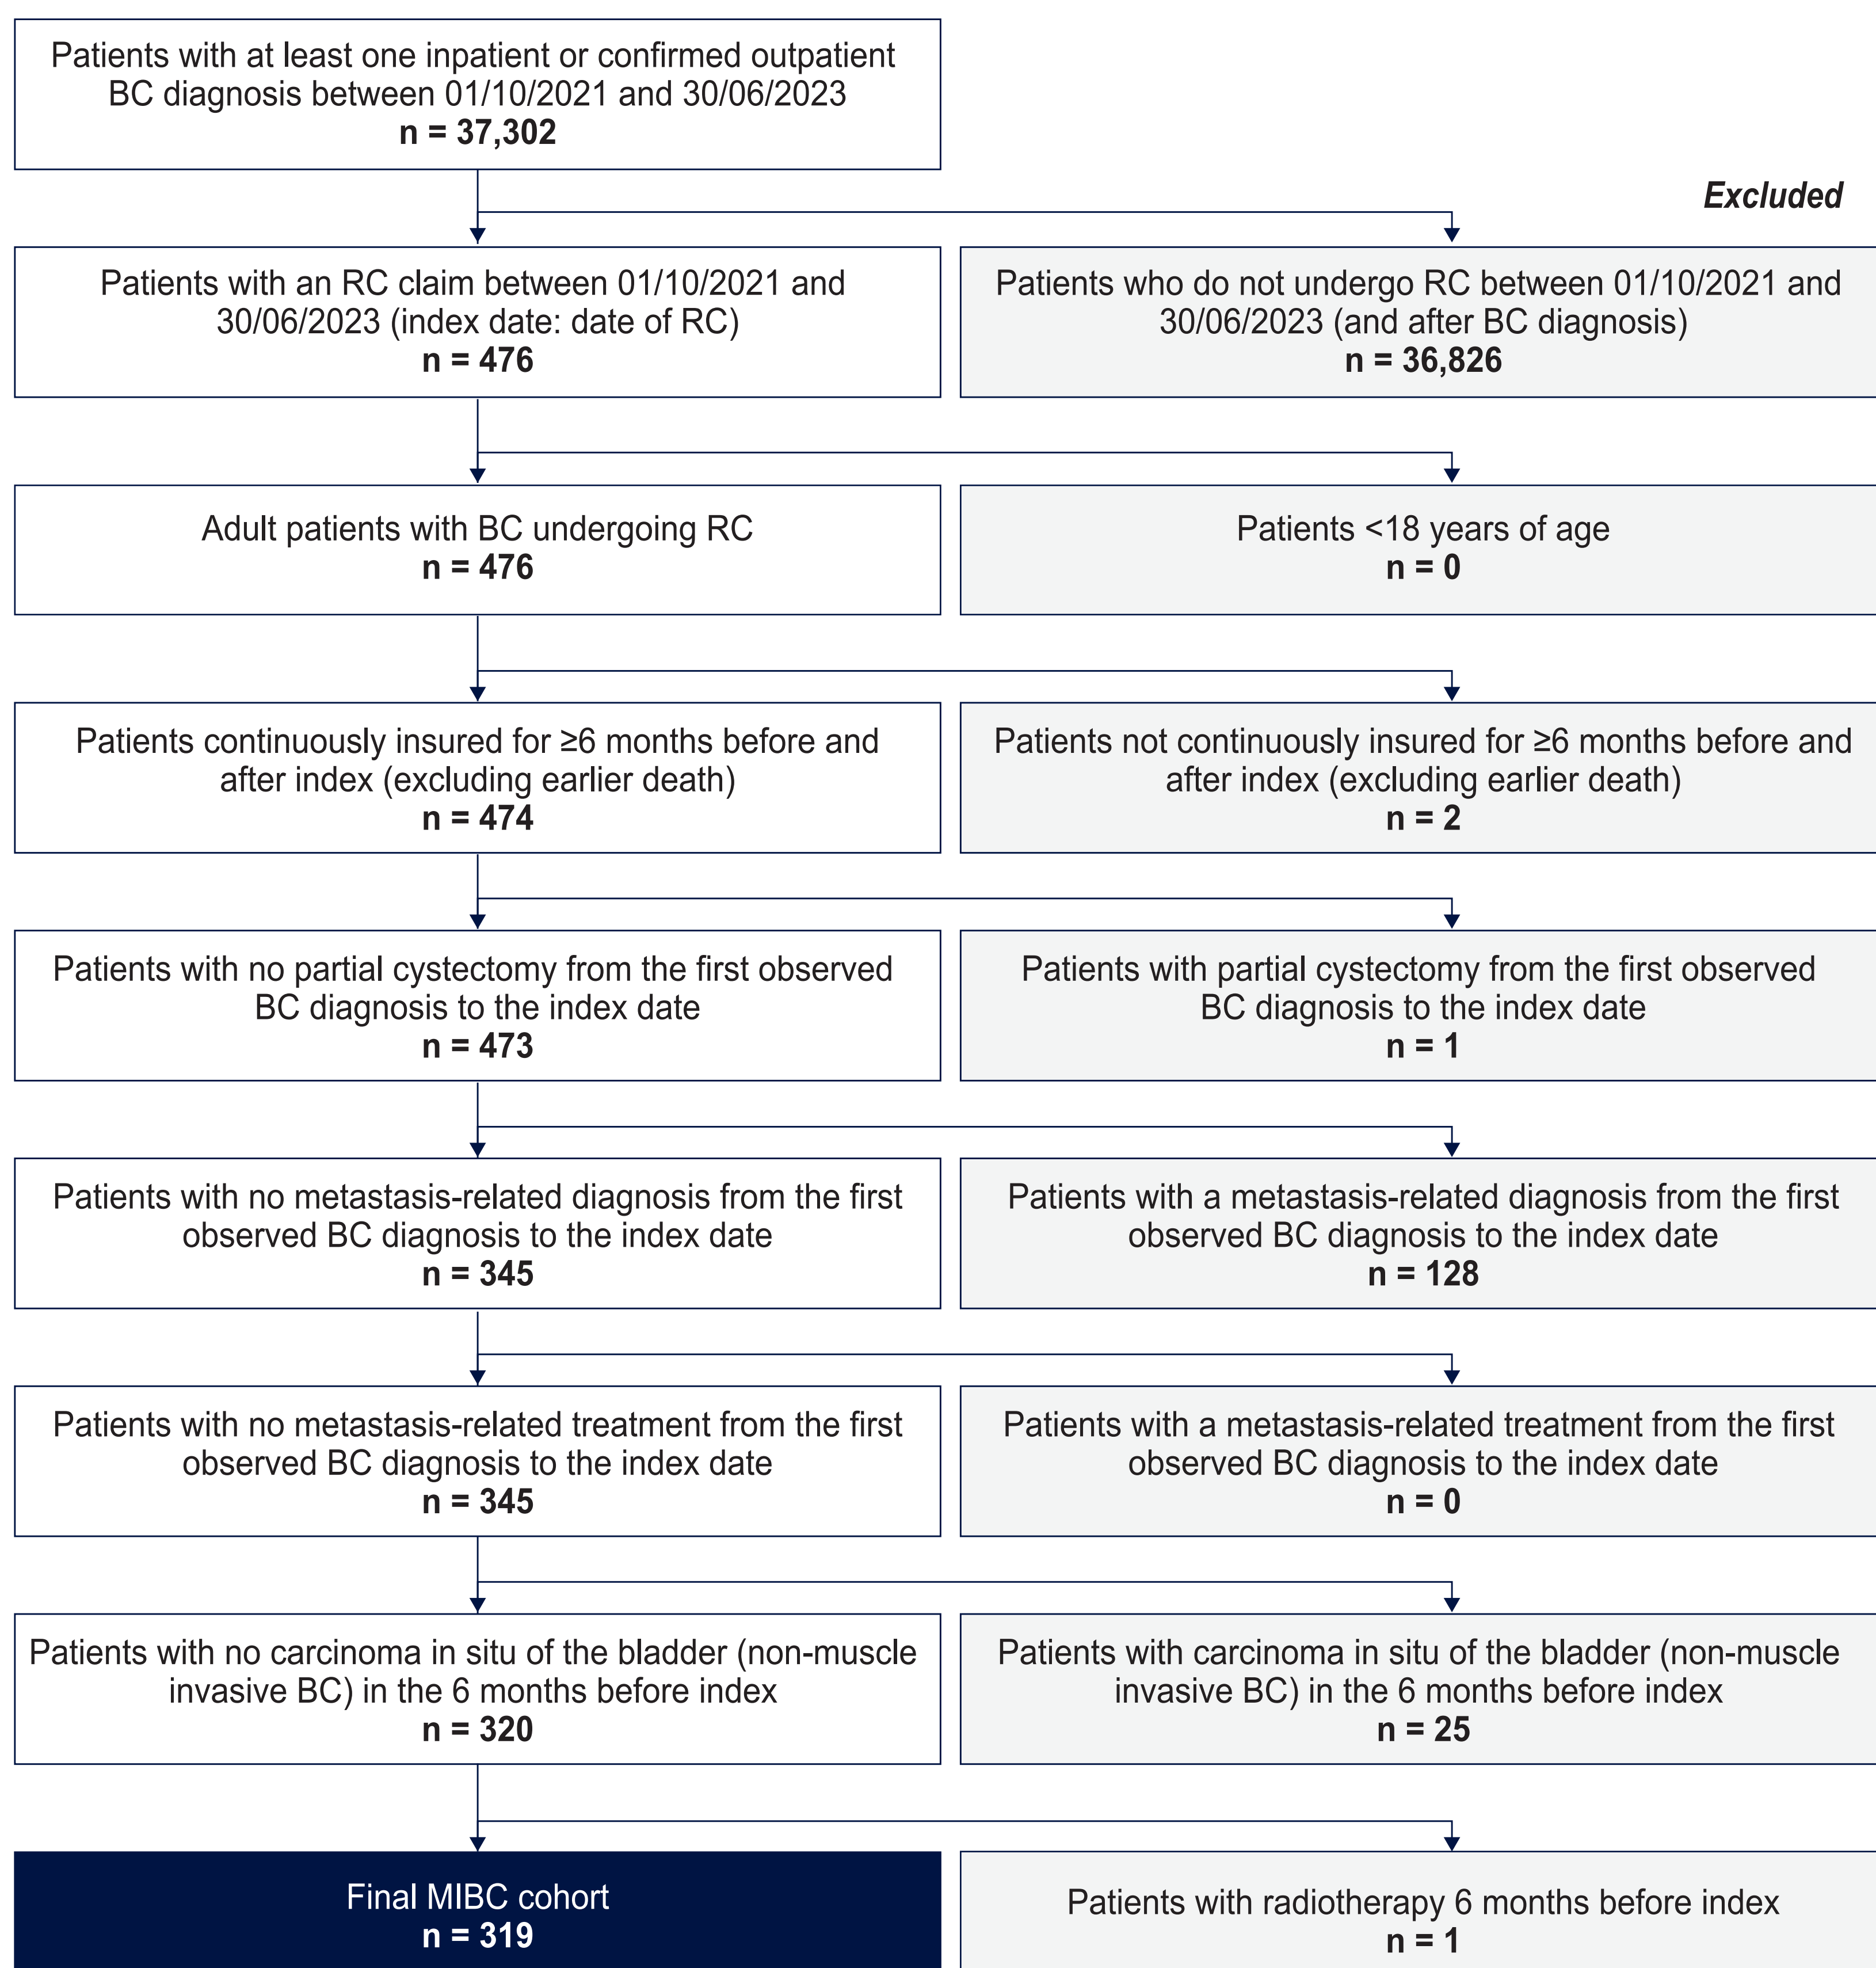 Patients with at least one inpatient or confirmed outpatient
BC diagnosis between 01/10/2021 and 30/06/2023
n = 37,302
Excluded
Patients with an RC claim between 01/10/2021 and
30/06/2023 (index date: date of RC)
n = 476
Patients who do not undergo RC between 01/10/2021 and
30/06/2023 (and after BC diagnosis)
n = 36,826
Adult patients with BC undergoing RC
n = 476
Patients <18 years of age
n = 0
Patients continuously insured for ≥6 months before and
after index (excluding earlier death)
n = 474
Patients not continuously insured for ≥6 months before and
after index (excluding earlier death)
n = 2
Patients with no partial cystectomy from the first observed
BC diagnosis to the index date
n = 473
Patients with partial cystectomy from the first observed
BC diagnosis to the index date
n = 1
Patients with no metastasis-related diagnosis from the first
observed BC diagnosis to the index date
n = 345
Patients with a metastasis-related diagnosis from the first
observed BC diagnosis to the index date
n = 128
Patients with no metastasis-related treatment from the first
observed BC diagnosis to the index date
n = 345
Patients with a metastasis-related treatment from the first
observed BC diagnosis to the index date
n = 0
Patients with no carcinoma in situ of the bladder (non-muscle
invasive BC) in the 6 months before index
n = 320
Patients with carcinoma in situ of the bladder (non-muscle
invasive BC) in the 6 months before index
n = 25
Final MIBC cohort
n = 319
Patients with radiotherapy 6 months before index
n = 1